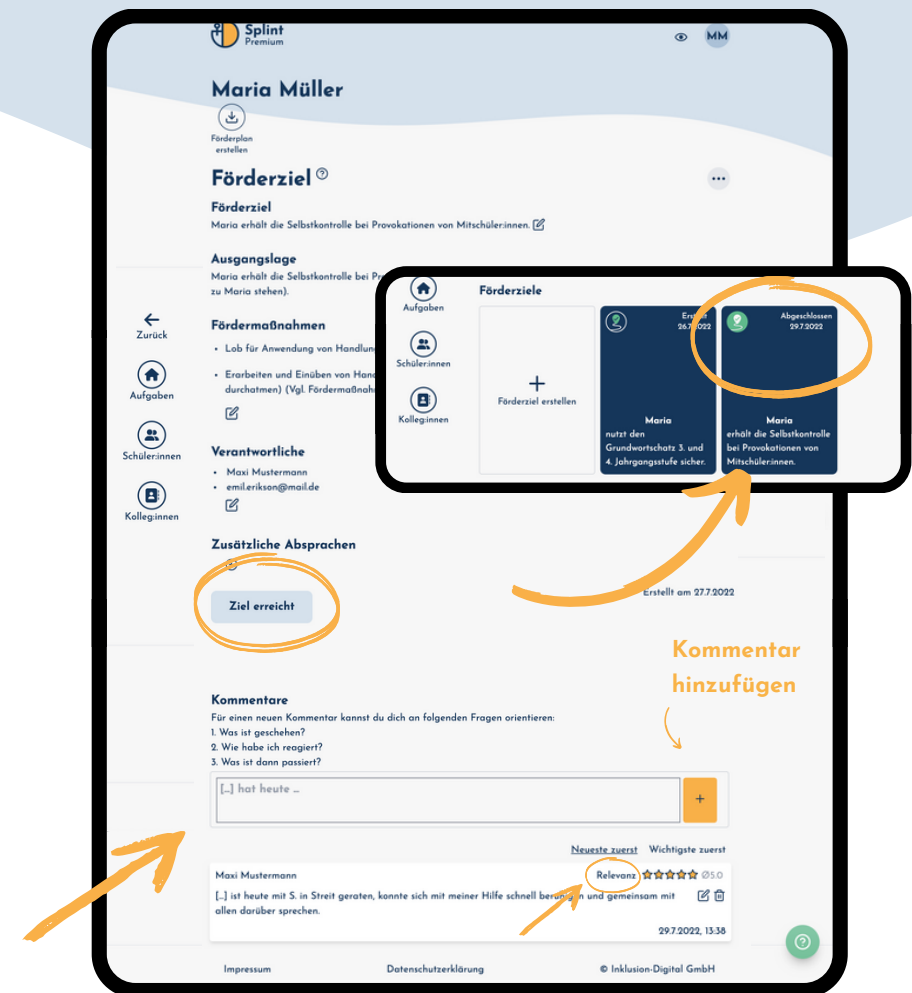 Splint
Premium
MM
Maria Müller
Förderplan
erstellen
Förderziel
Förderziel
Maria erhält die Selbstkontrolle bei Provokationen von Mitschüler:innen.
Ausgangslage
Maria erhält die Selbstkontrolle bei
zu Maria stehen).
Zurück
Aufgaben
Schüler:innen
Kolleg:innen
Fördermaßnahmen
• Lob für Anwendung von
• Erarbeiten und Einüben von
durchatmen) (Vgl.
Verantwortliche
• Maxi Mustermann
• emil.erikson@mail.de
Zusätzliche Absprachen
Ziel erreicht
Erstellt am 27.7.2022
Aufgaben
Schüler:innen
Kolleg:innen
Förderziele
+
Förderziel erstellen
Erstellt
26.7.2022
Maria
nutzt den
Grundwortschatz 3. und
4. Jahrgangsstufe sicher.
Abgeschlossen
29.7.2022
Maria
erhält die Selbstkontrolle
bei Provokationen von
Mitschüler:innen.
Kommentar
hinzufügen
Kommentare
Für einen neuen Kommentar kannst du dich an folgenden Fragen orientieren:
1. Was ist geschehen?
2. Wie habe ich reagiert?
3. Was ist dann passiert?
[...] hat heute ...
+
Neueste zuerst Wichtigste zuerst
Maxi Mustermann
Relevanz Ø5.0
[...] ist heute mit S. in Streit geraten, konnte sich mit meiner Hilfe schnell beruhigen und gemeinsam mit
allen darüber sprechen.
29.7.2022, 13:38
Impressum
Datenschutzerklärung
© Inklusion-Digital GmbH